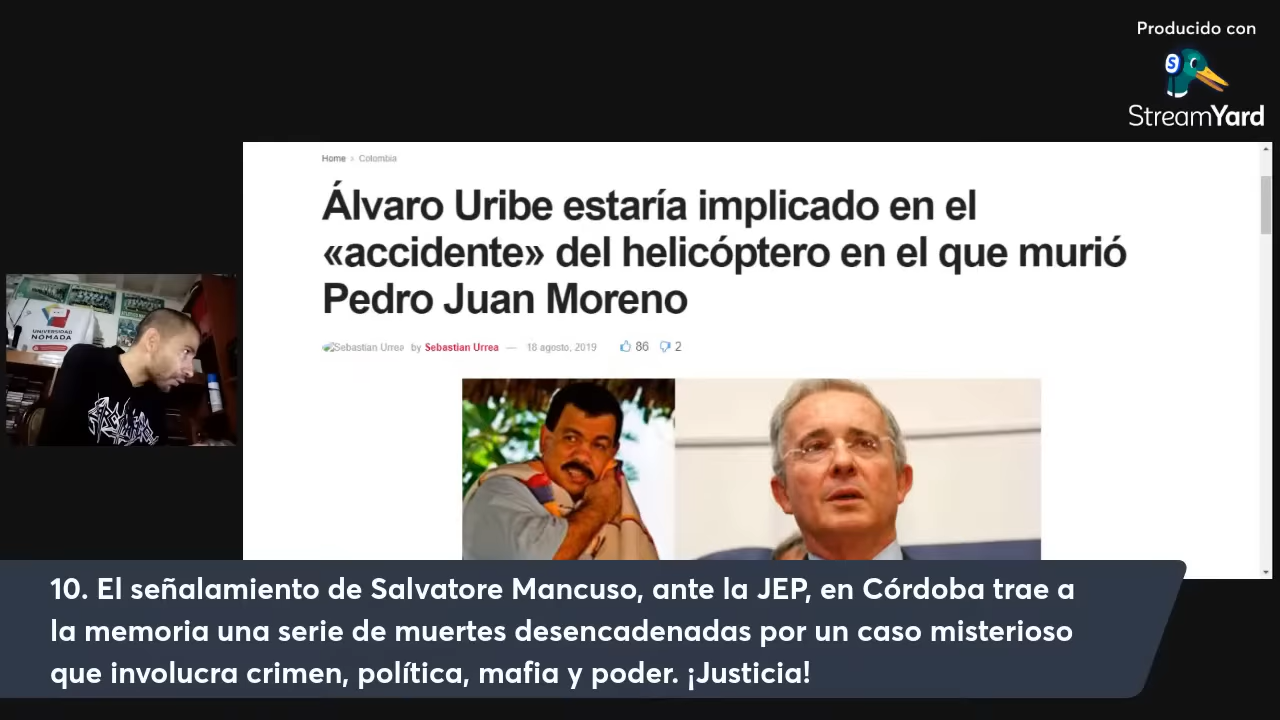 Producido con
StreamYard
Home > Colombia
Álvaro Uribe estaría implicado en el
«accidente» del helicóptero en el que murió
Pedro Juan Moreno
Sebastian Urrea by Sebastian Urrea — 18 agosto, 2019 86 2
UNIVERSIDAD
NÓMADA
10. El señalamiento de Salvatore Mancuso, ante la JEP, en Córdoba trae a
la memoria una serie de muertes desencadenadas por un caso misterioso
que involucra crimen, política, mafia y poder. ¡Justicia!